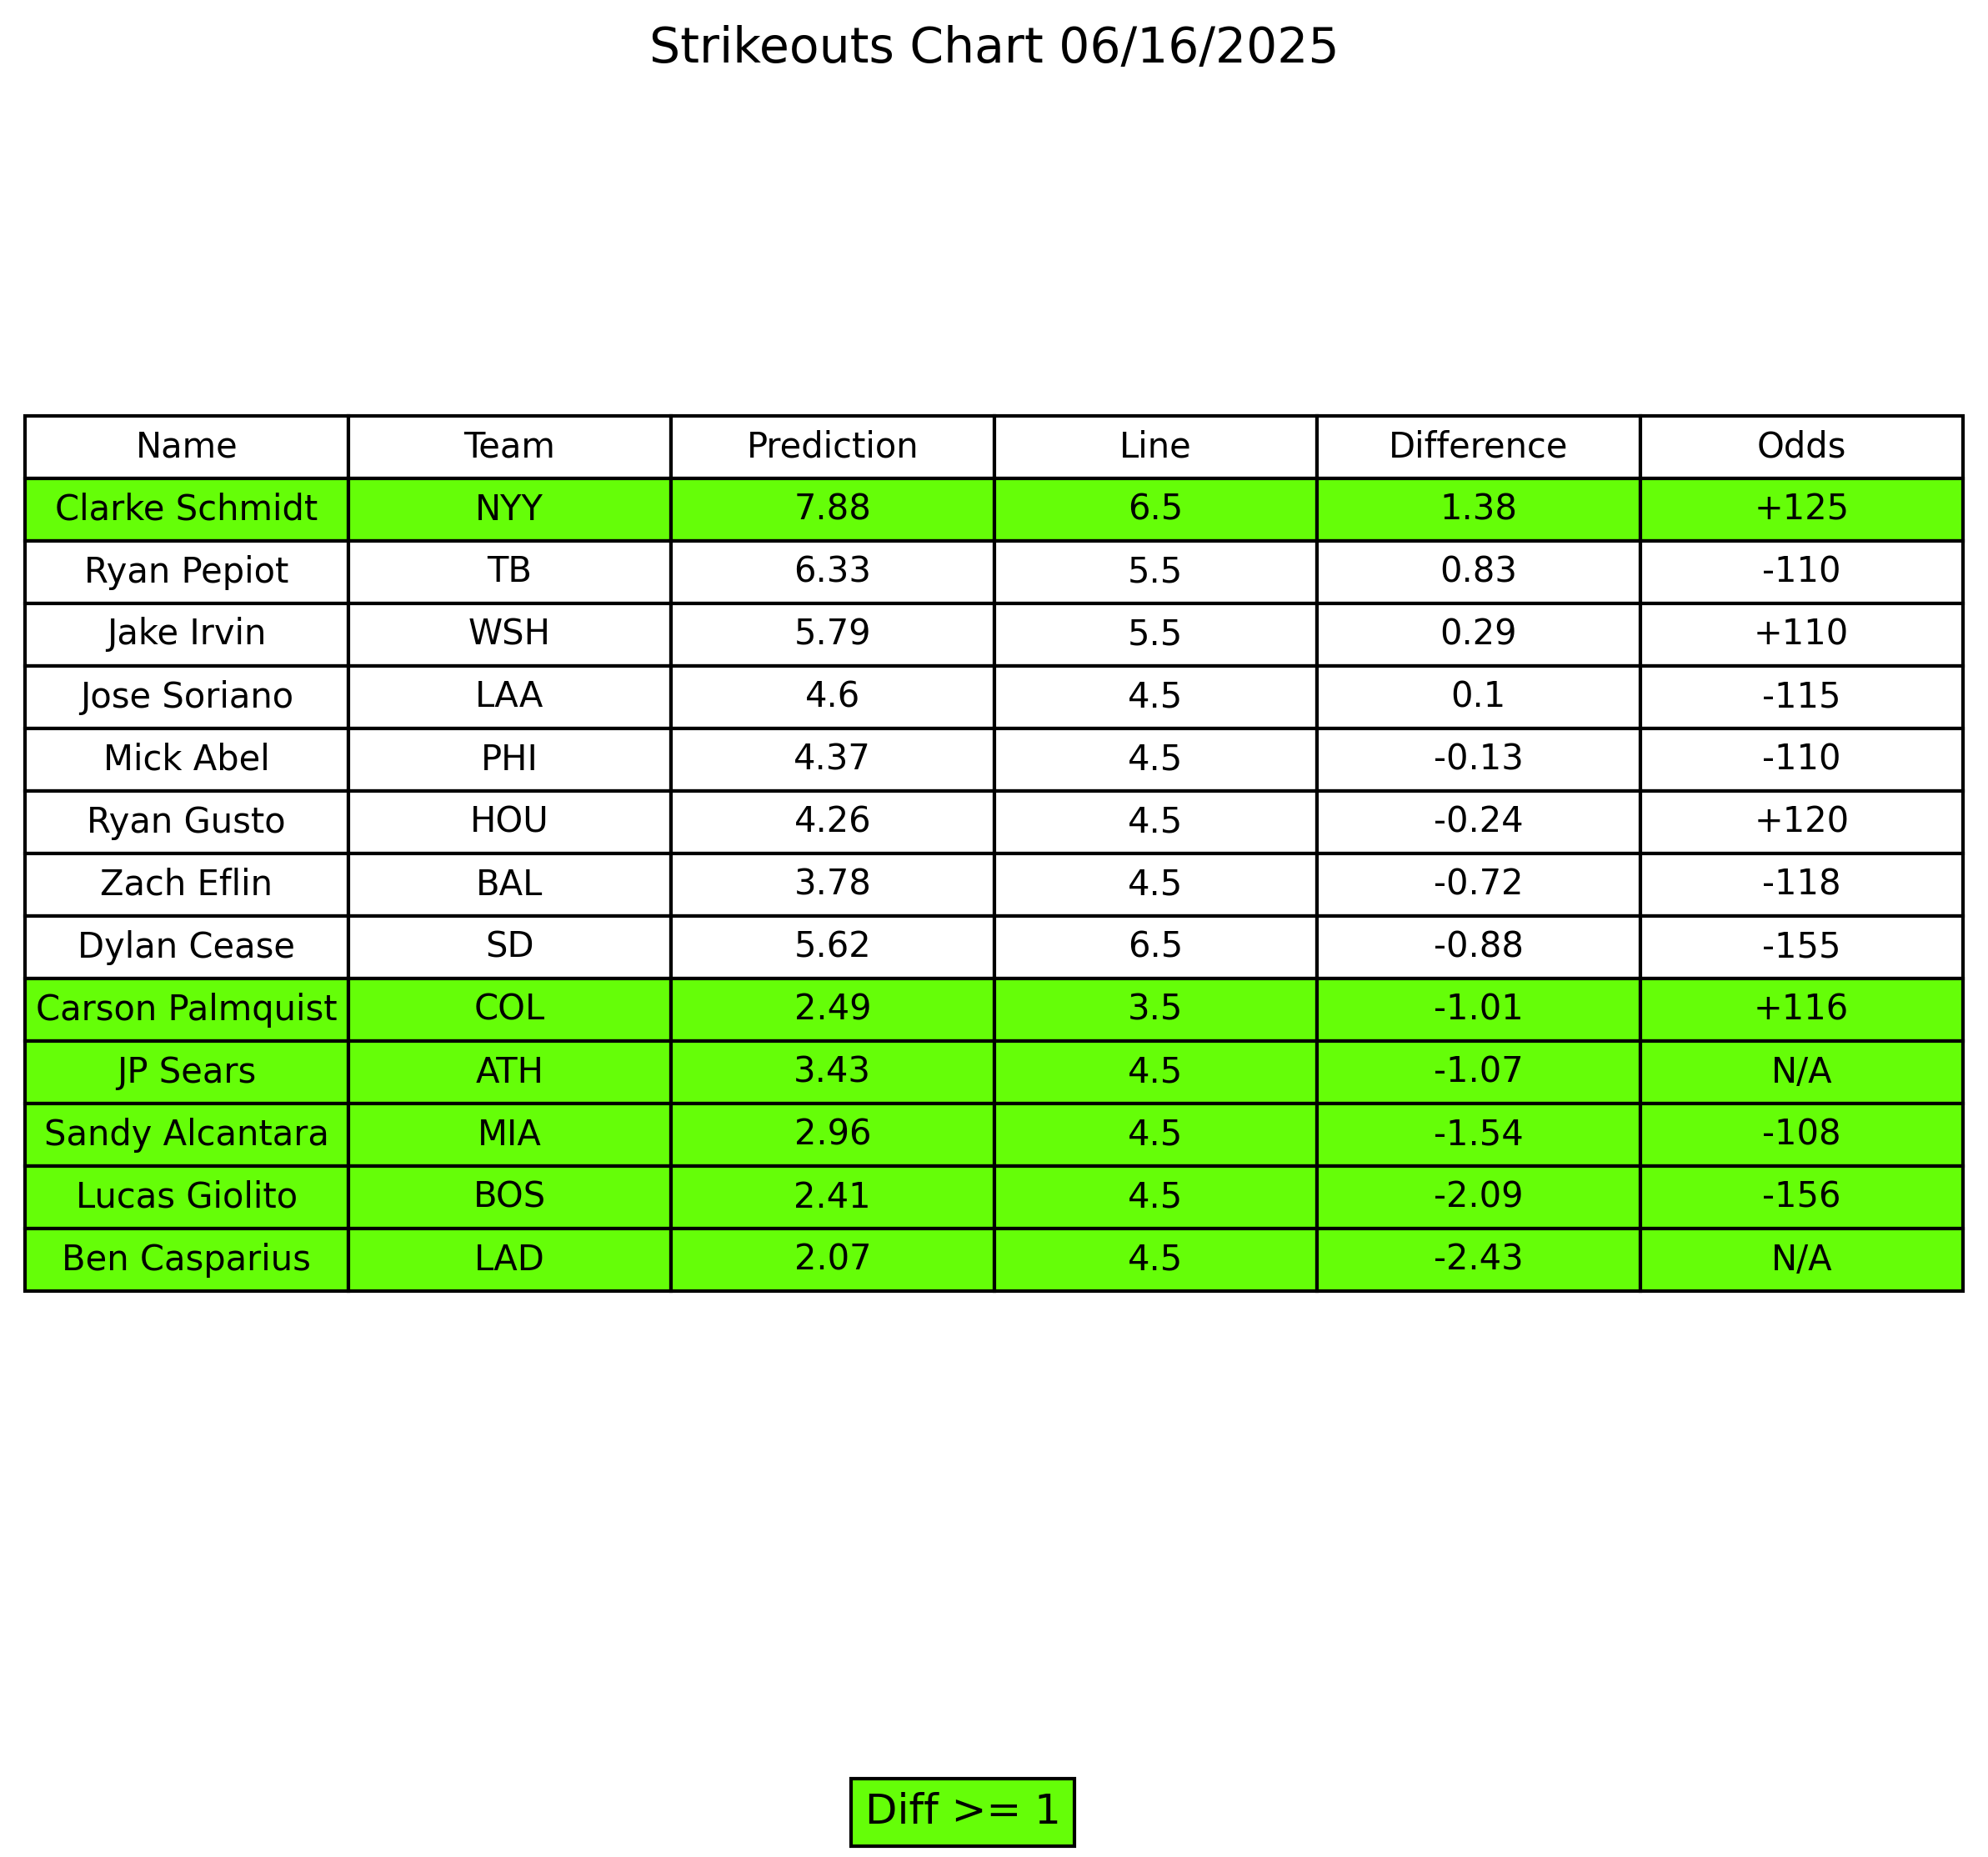 Strikeouts Chart 06/16/2025
Name Team Prediction Line Difference Odds
Clarke Schmidt NYY 7.88 6.5 1.38 +125
Ryan Pepiot TB 6.33 5.5 0.83 -110
Jake Irvin WSH 5.79 5.5 0.29 +110
Jose Soriano LAA 4.6 4.5 0.1 -115
Mick Abel PHI 4.37 4.5 -0.13 -110
Ryan Gusto HOU 4.26 4.5 -0.24 +120
Zach Eflin BAL 3.78 4.5 -0.72 -118
Dylan Cease SD 5.62 6.5 -0.88 -155
Carson Palmquist COL 2.49 3.5 -1.01 +116
JP Sears ATH 3.43 4.5 -1.07 N/A
Sandy Alcantara MIA 2.96 4.5 -1.54 -108
Lucas Giolito BOS 2.41 4.5 -2.09 -156
Ben Casparius LAD 2.07 4.5 -2.43 N/A
Diff >= 1